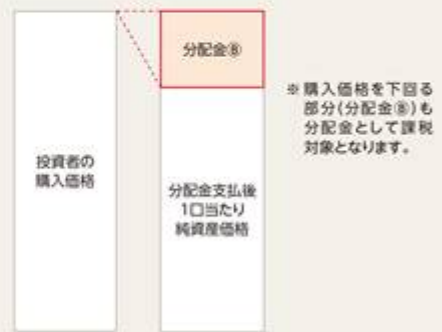 分配金Ⓑ
※購入価格を下回る
部分(分配金Ⓑ)も
分配金として課税
対象となります。
投資者の
購入価格
分配金支払後
1口当たり
純資産価格